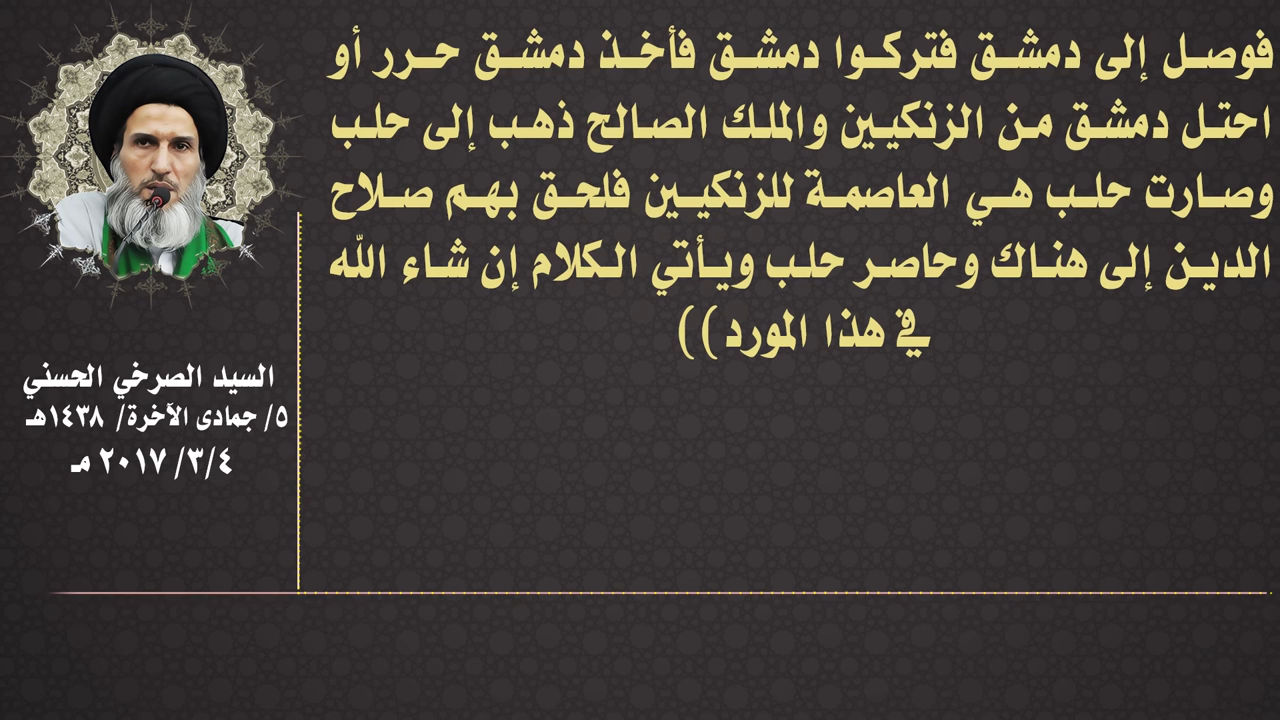 فوصل إلى دمشق فتركوا دمشق فأخذ دمشق حرر أو
احتل دمشق من الزنكيين والملك الصالح ذهب إلى حلب
وصارت حلب هي العاصمة للزنكيين فلحق بهم صلاح
الدين إلى هناك وحاصر حلب ويأتي الكلام إن شاء الله
في هذا المورد))
السيد الصرخي الحسني
٥/ جمادى الآخرة/ ١٤٣٨هـ
٢٠١٧/٣/٤ مـ